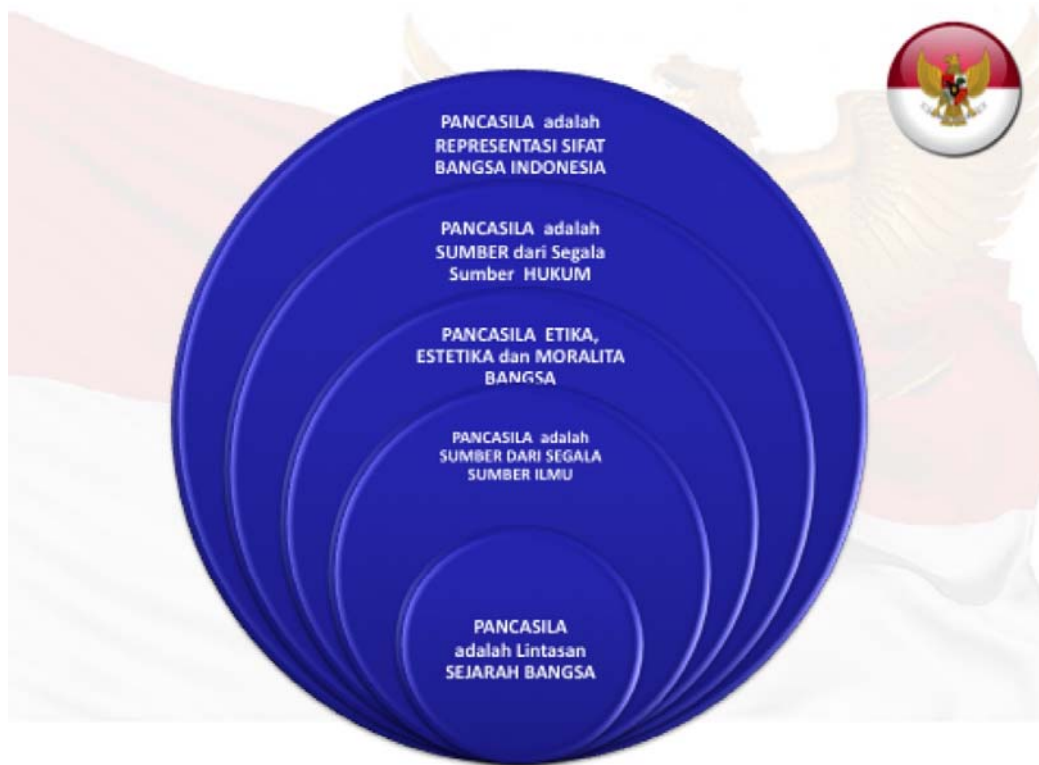 PANCASILA adalah
REPRESENTASI SIFAT
BANGSA INDONESIA
PANCASILA adalah
SUMBER dari Segala
Sumber HUKUM
PANCASILA ETIKA,
ESTETIKA dan MORALITA
BANGSA
PANCASILA adalah
SUMBER DARI SEGALA
SUMBER ILMU
PANCASILA
adalah Lintasan
SEJARAH BANGSA